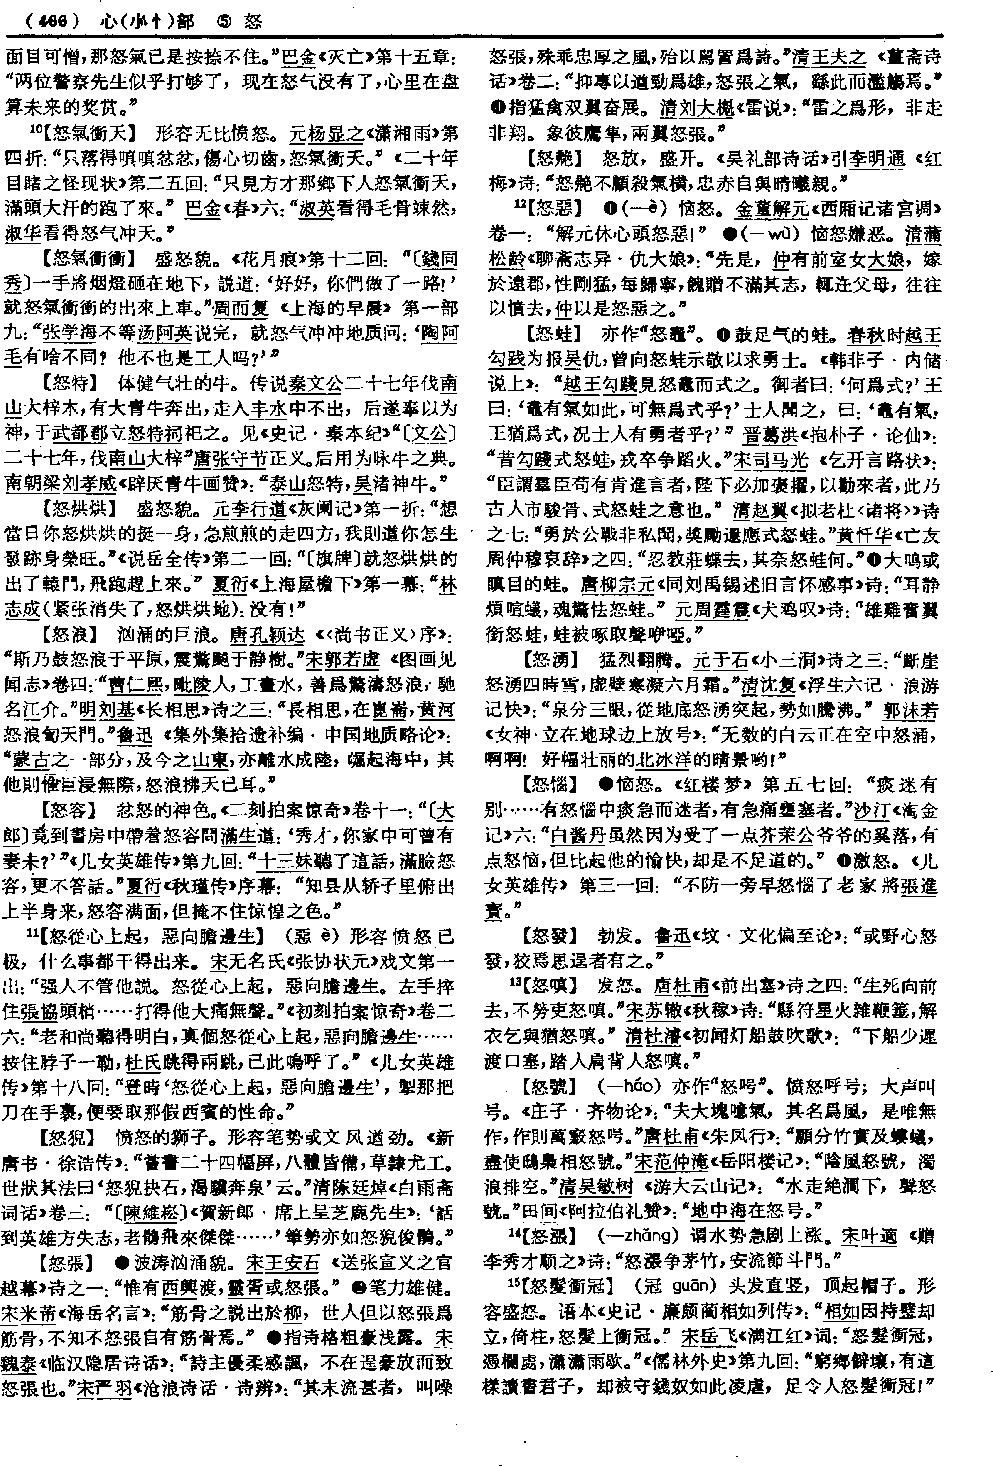 （466） 心(小忄)部 ⑤ 怒
面目可憎，那怒氣已是按捺不住。”巴金《灭亡》第十五章：
“两位警察先生似乎打够了，现在怒气没有了，心里在盘
算未来的奖赏。”
10【怒氣衝天】 形容无比愤怒。元杨显之《潇湘雨》第
四折：“只落得嗔嗔忿忿，傷心切齒，怒氣衝天。”《二十年
目睹之怪现状》第二五回：“只見方才那鄉下人怒氣衝天，
滿頭大汗的跑了來。”巴金《春》六：“淑英看得毛骨竦然，
淑华看得怒气冲天。”
【怒氣衝衝】 盛怒貌。《花月痕》第十二回：“〔錢同
秀〕一手將烟燈砸在地下，説道：‘好好，你們做了一路！’
就怒氣衝衝的出來上車。”周而复《上海的早晨》第一部
九：“张学海不等汤阿英说完，就怒气冲冲地质问：‘陶阿
毛有啥不同？他不也是工人吗？’”
【怒特】 体健气壮的牛。传说秦文公二十七年伐南
山大梓木，有大青牛奔出，走入丰水中不出，后遂奉以为
神，于武都郡立怒特祠祀之。见《史记·秦本纪》“〔文公〕
二十七年，伐南山大梓”唐张守节正义。后用为咏牛之典。
南朝梁刘孝威《辟厌青牛画赞》：“泰山怒特，吴渚神牛。”
【怒烘烘】 盛怒貌。元李行道《灰阑记》第一折：“想
當日你怒烘烘的挺一身，急煎煎的走四方，我則道你怎生
發跡身榮旺。”《说岳全传》第二一回：“〔旗牌〕就怒烘烘的
出了轅門，飛跑趕上來。”夏衍《上海屋檐下》第一幕：“林
志成（紧张消失了，怒烘烘地）：没有！”
【怒浪】 汹涌的巨浪。唐孔颖达《〈尚书正义〉序》：
“斯乃鼓怒浪于平原，震驚飈于静樹。”宋郭若虚《图画见
闻志》卷四：“曹仁熙，毗陵人，工畫水，善爲驚濤怒浪，馳
名江介。”明刘基《长相思》诗之三：“長相思，在崑崙，黄河
怒浪匐天門。”鲁迅《集外集拾遗补编·中国地质略论》：
“蒙古之一部分，及今之山東，亦離水成陸，崛起海中，其
他則惟巨浸無際，怒浪拂天已耳。”
【怒容】 忿怒的神色。《二刻拍案惊奇》卷十一：“〔大
郎〕竟到書房中帶着怒容問滿生道：‘秀才，你家中可曾有
妻未？’”《儿女英雄传》第九回：“十三妹聽了這話，滿臉怒
容，更不答話。”夏衍《秋瑾传》序幕：“知县从轿子里俯出
上半身来，怒容满面，但掩不住惊惶之色。”
11【怒從心上起，惡向膽邊生】 （惡 è）形容愤怒已
极，什么事都干得出来。宋无名氏《张协状元》戏文第一
出：“强人不管他説。怒從心上起，惡向膽邊生。左手捽
住張協頭梢……打得他大痛無聲。”《初刻拍案惊奇》卷二
六：“老和尚聽得明白，真個怒從心上起，惡向膽邊生……
按住脖子一勒，杜氏跳得兩跳，已此嗚呼了。”《儿女英雄
传》第十八回：“登時‘怒從心上起，惡向膽邊生’，掣那把
刀在手裏，便要取那假西賓的性命。”
【怒猊】 愤怒的狮子。形容笔势或文风遒劲。《新
唐书·徐浩传》：“嘗書二十四幅屏，八體皆備，草隸尤工。
世狀其法曰‘怒猊抉石，渴驥奔泉’云。”清陈廷焯《白雨斋
词话》卷三：“〔陳維崧〕《賀新郎·席上呈芝麓先生》：‘話
到英雄方失志，老鶻飛來傑傑……’筆勢亦如怒猊俊鶻。”
【怒張】 ●波涛汹涌貌。宋王安石《送张宣义之官
越幕》诗之一：“惟有西興渡，靈胥或怒張。”●笔力雄健。
宋米芾《海岳名言》：“筋骨之説出於柳，世人但以怒張爲
筋骨，不知不怒張自有筋骨焉。”●指诗格粗豪浅露。宋
魏泰《临汉隐居诗话》：“詩主優柔感諷，不在逞豪放而致
怒張也。”宋严羽《沧浪诗话·诗辨》：“其末流甚者，叫噪
怒張，殊乖忠厚之風，殆以駡詈爲詩。”清王夫之《薑斋诗
话》卷二：“抑專以遒勁爲雄，怒張之氣，繇此而濫觴焉。”
●指猛禽双翼奋展。清刘大櫆《雷说》：“雷之爲形，非走
非翔。象彼鷹隼，兩翼怒張。”
【怒艴】 怒放，盛开。《吴礼部诗话》引李明通《红
梅》诗：“怒艴不顧殺氣横，忠赤自與晴曦親。”
12【怒惡】 ●（—è）恼怒。金董解元《西厢记诸宫调》
卷一：“解元休心頭怒惡！” ●（—wù）恼怒嫌恶。清蒲
松龄《聊斋志异·仇大娘》：“先是，仲有前室女大娘，嫁
於遠郡，性剛猛，每歸寧，餽贈不滿其志，輒迕父母，往往
以憤去，仲以是怒惡之。”
【怒蛙】 亦作“怒鼃”。●鼓足气的蛙。春秋时越王
勾践为报吴仇，曾向怒蛙示敬以求勇士。《韩非子·内储
说上》：“越王勾踐見怒鼃而式之。御者曰：‘何爲式？’王
曰：‘鼃有氣如此，可無爲式乎？’士人聞之，曰：‘鼃有氣，
王猶爲式，况士人有勇者乎？’”晋葛洪《抱朴子·论仙》：
“昔勾踐式怒蛙，戎卒争蹈火。”宋司马光《乞开言路状》：
“臣謂羣臣苟有肯進言者，陛下必加褒擢，以勸來者，此乃
古人市駿骨、式怒蛙之意也。”清赵翼《拟老杜〈诸将〉》诗
之七：“勇於公戰非私鬭，奬勵還應式怒蛙。”黄忏华《亡友
周仲穆哀辞》之四：“忍教莊蝶去，其奈怒蛙何。”●大鸣或
瞋目的蛙。唐柳宗元《同刘禹锡述旧言怀感事》诗：“耳静
煩喧蟻，魂驚怯怒蛙。”元周霆震《犬鸣叹》诗：“雄雞奮翼
銜怒蛙，蛙被啄取聲咿啞。”
【怒湧】 猛烈翻腾。元于石《小三洞》诗之三：“斷崖
怒湧四時雪，虚壁寒凝六月霜。”清沈复《浮生六记·浪游
记快》：“泉分三眼，從地底怒湧突起，勢如騰沸。”郭沫若
《女神·立在地球边上放号》：“无数的白云正在空中怒涌，
啊啊！好幅壮丽的北冰洋的晴景哟！”
【怒惱】 ●恼怒。《红楼梦》第五七回：“痰迷有
别……有怒惱中痰急而迷者，有急痛壅塞者。”沙汀《淘金
记》六：“白酱丹虽然因为受了一点芥茉公爷爷的奚落，有
点怒恼，但比起他的愉快，却是不足道的。”●激怒。《儿
女英雄传》第三一回：“不防一旁早怒惱了老家將張進
寶。”
【怒發】 勃发。鲁迅《坟·文化偏至论》：“或野心怒
發，狡焉思逞者有之。”
13【怒嗔】 发怒。唐杜甫《前出塞》诗之四：“生死向前
去，不勞吏怒嗔。”宋苏辙《秋稼》诗：“縣符星火雜鞭箠，解
衣乞與猶怒嗔。”清杜濬《初闻灯船鼓吹歌》：“下船少遲
渡口塞，踏人肩背人怒嗔。”
【怒號】 （—háo）亦作“怒呺”。愤怒呼号；大声叫
号。《庄子·齐物论》：“夫大塊噫氣，其名爲風，是唯無
作，作則萬竅怒呺。”唐杜甫《朱凤行》：“願分竹實及螻蟻，
盡使鴟梟相怒號。”宋范仲淹《岳阳楼记》：“陰風怒號，濁
浪排空。”清吴敏树《游大云山记》：“水走絶澗下，聲怒
號。”田间《阿拉伯礼赞》：“地中海在怒号。”
14【怒漲】 （—zhǎng）谓水势急剧上涨。宋叶適《赠
李秀才顺之》诗：“怒漲争茅竹，安流節斗門。”
15【怒髮衝冠】 （冠 guān）头发直竖，顶起帽子。形
容盛怒。语本《史记·廉颇蔺相如列传》：“相如因持璧却
立，倚柱，怒髮上衝冠。”宋岳飞《满江红》词：“怒髮衝冠，
憑欄處，瀟瀟雨歇。”《儒林外史》第九回：“窮鄉僻壤，有這
樣讀書君子，却被守錢奴如此凌虐，足令人怒髮衝冠！”